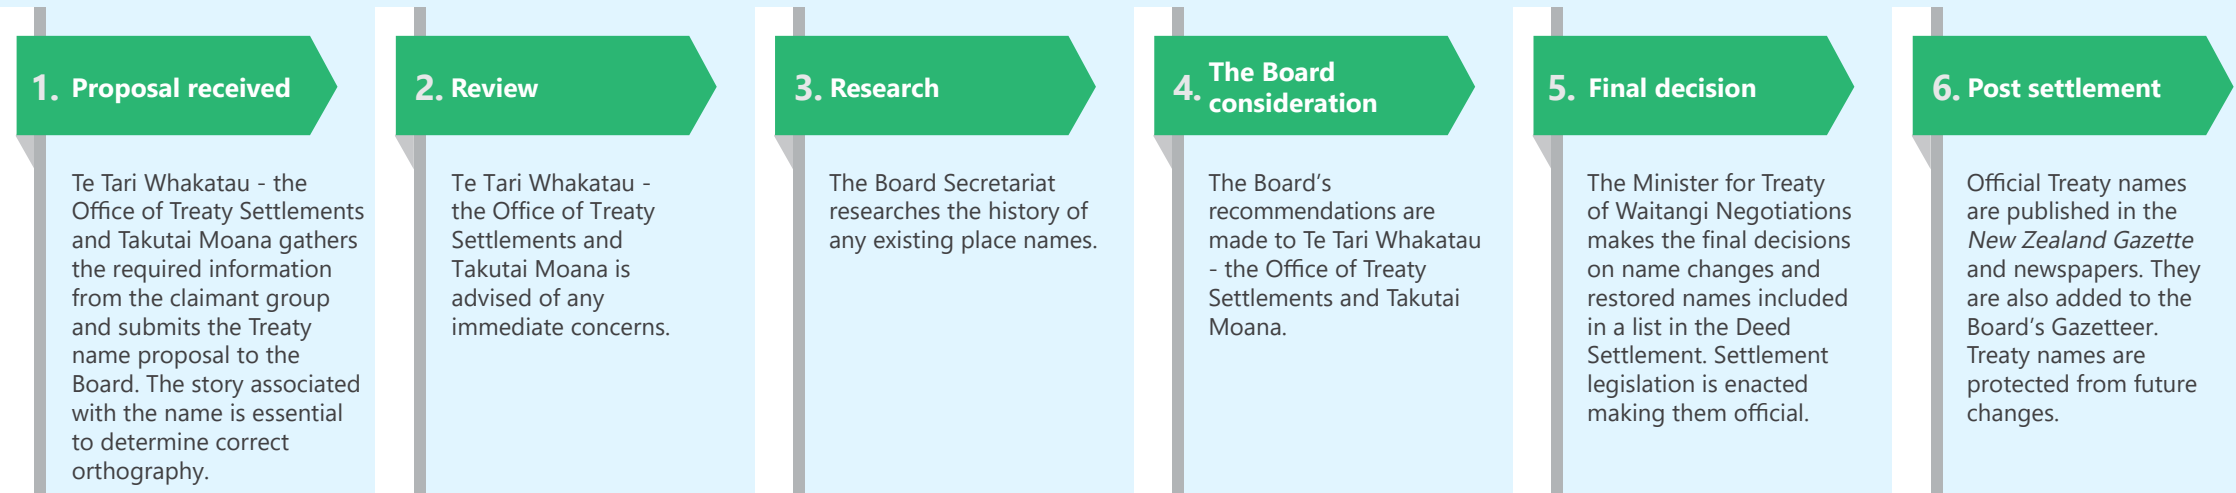 1. Proposal received
Te Tari Whakatau - the
Office of Treaty Settlements
and Takutai Moana gathers
the required information
from the claimant group
and submits the Treaty
name proposal to the
Board. The story associated
with the name is essential
to determine correct
orthography.
2. Review
Te Tari Whakatau -
the Office of Treaty
Settlements and
Takutai Moana is
advised of any
immediate concerns.
3. Research
The Board Secretariat
researches the history of
any existing place names.
4. The Board
consideration
The Board’s
recommendations are
made to Te Tari Whakatau
- the Office of Treaty
Settlements and Takutai
Moana.
5. Final decision
The Minister for Treaty
of Waitangi Negotiations
makes the final decisions
on name changes and
restored names included
in a list in the Deed
Settlement. Settlement
legislation is enacted
making them official.
6. Post settlement
Official Treaty names
are published in the
New Zealand Gazette
and newspapers. They
are also added to the
Board’s Gazetteer.
Treaty names are
protected from future
changes.